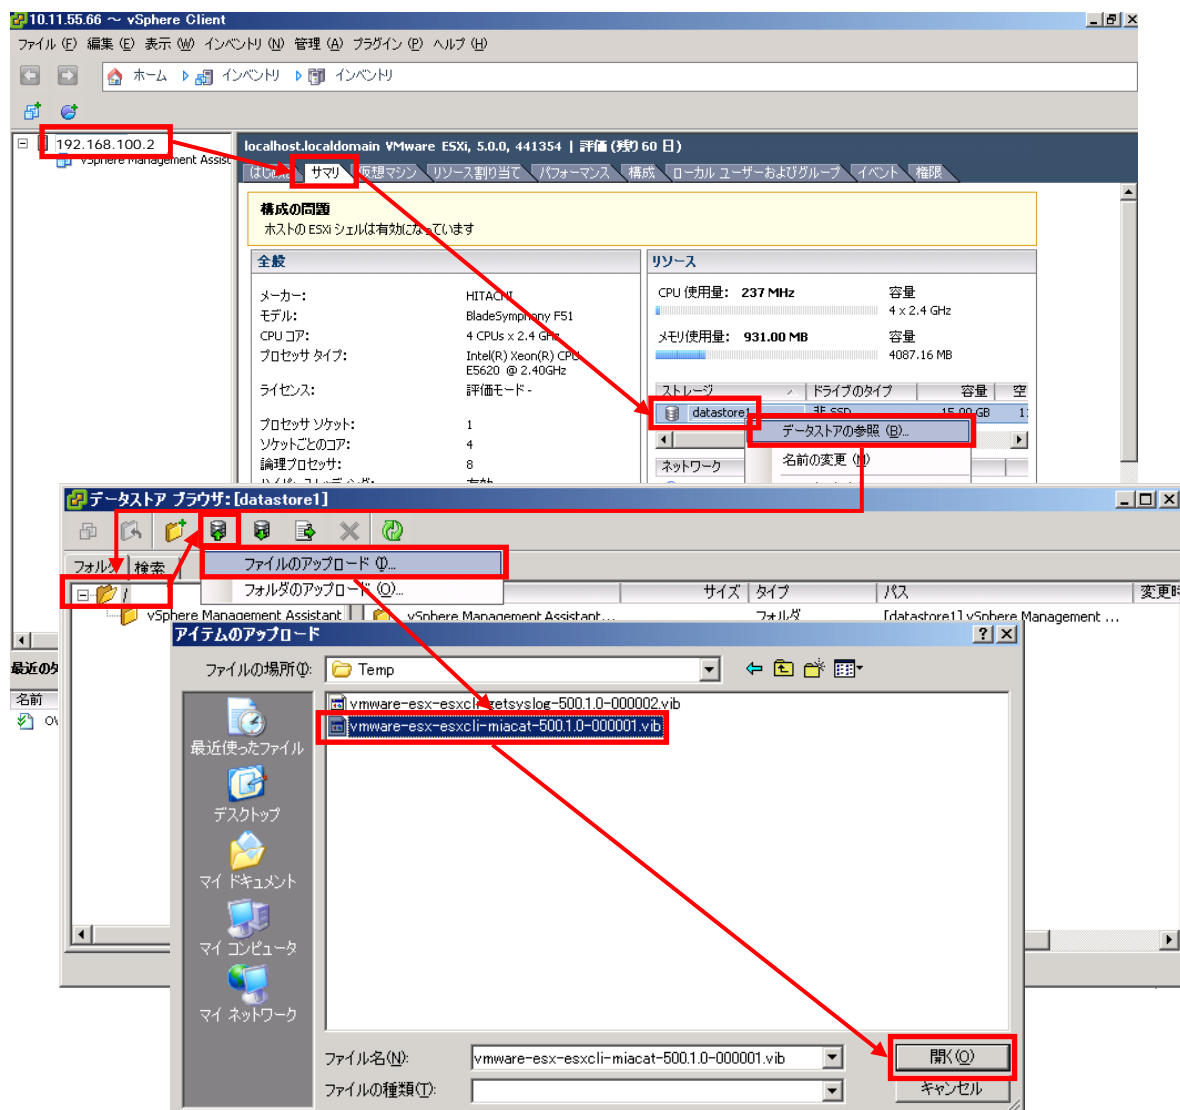 10.11.55.66 ～ vSphere Client
ファイル (F) 編集 (E) 表示 (W) インベントリ (N) 管理 (A) プラグイン (P) ヘルプ (H)
ホーム インベントリ インベントリ
192.168.100.2
vSphere Management Assist
localhost.localdomain VMware ESXi, 5.0.0, 441354 | 評価 (残り 60 日)
サマリ 仮想マシン リソース割り当て パフォーマンス 構成 ローカル ユーザーおよびグループ イベント 権限
構成の問題
ホストの ESXi シェルは有効になっています
全般
メーカー: HITACHI
モデル: BladeSymphony F51
CPU コア: 4 CPUs x 2.4 GHz
プロセッサ タイプ: Intel(R) Xeon(R) CPU
E5620 @ 2.40GHz
ライセンス: 評価モード -
プロセッサ ソケット: 1
ソケットごとのコア: 4
論理プロセッサ: 8
リソース
CPU 使用量: 237 MHz 容量
4 x 2.4 GHz
メモリ使用量: 931.00 MB 容量
4087.16 MB
ストレージ ドライブのタイプ 容量 空
datastore1 非 SSD 15.00 GB
データストアの参照 (B)...
名前の変更 (M)
ネットワーク
データストア ブラウザ: [datastore1]
フォルダ 検索
ファイルのアップロード (I)...
フォルダのアップロード (O)...
/
サイズ タイプ パス 変更時
vSphere Management Assistant
vSphere Management Assistant... フォルダ [datastore1] vSphere Management ...
最近のタ
名前
OV
アイテムのアップロード
ファイルの場所(I): Temp
vmware-esx-esxcli-getsyslog-500.1.0-000002.vib
vmware-esx-esxcli-miacat-500.1.0-000001.vib
最近使ったファイル
デスクトップ
マイ ドキュメント
マイ コンピュータ
マイ ネットワーク
ファイル名(N): vmware-esx-esxcli-miacat-500.1.0-000001.vib 開く(O)
ファイルの種類(T): キャンセル